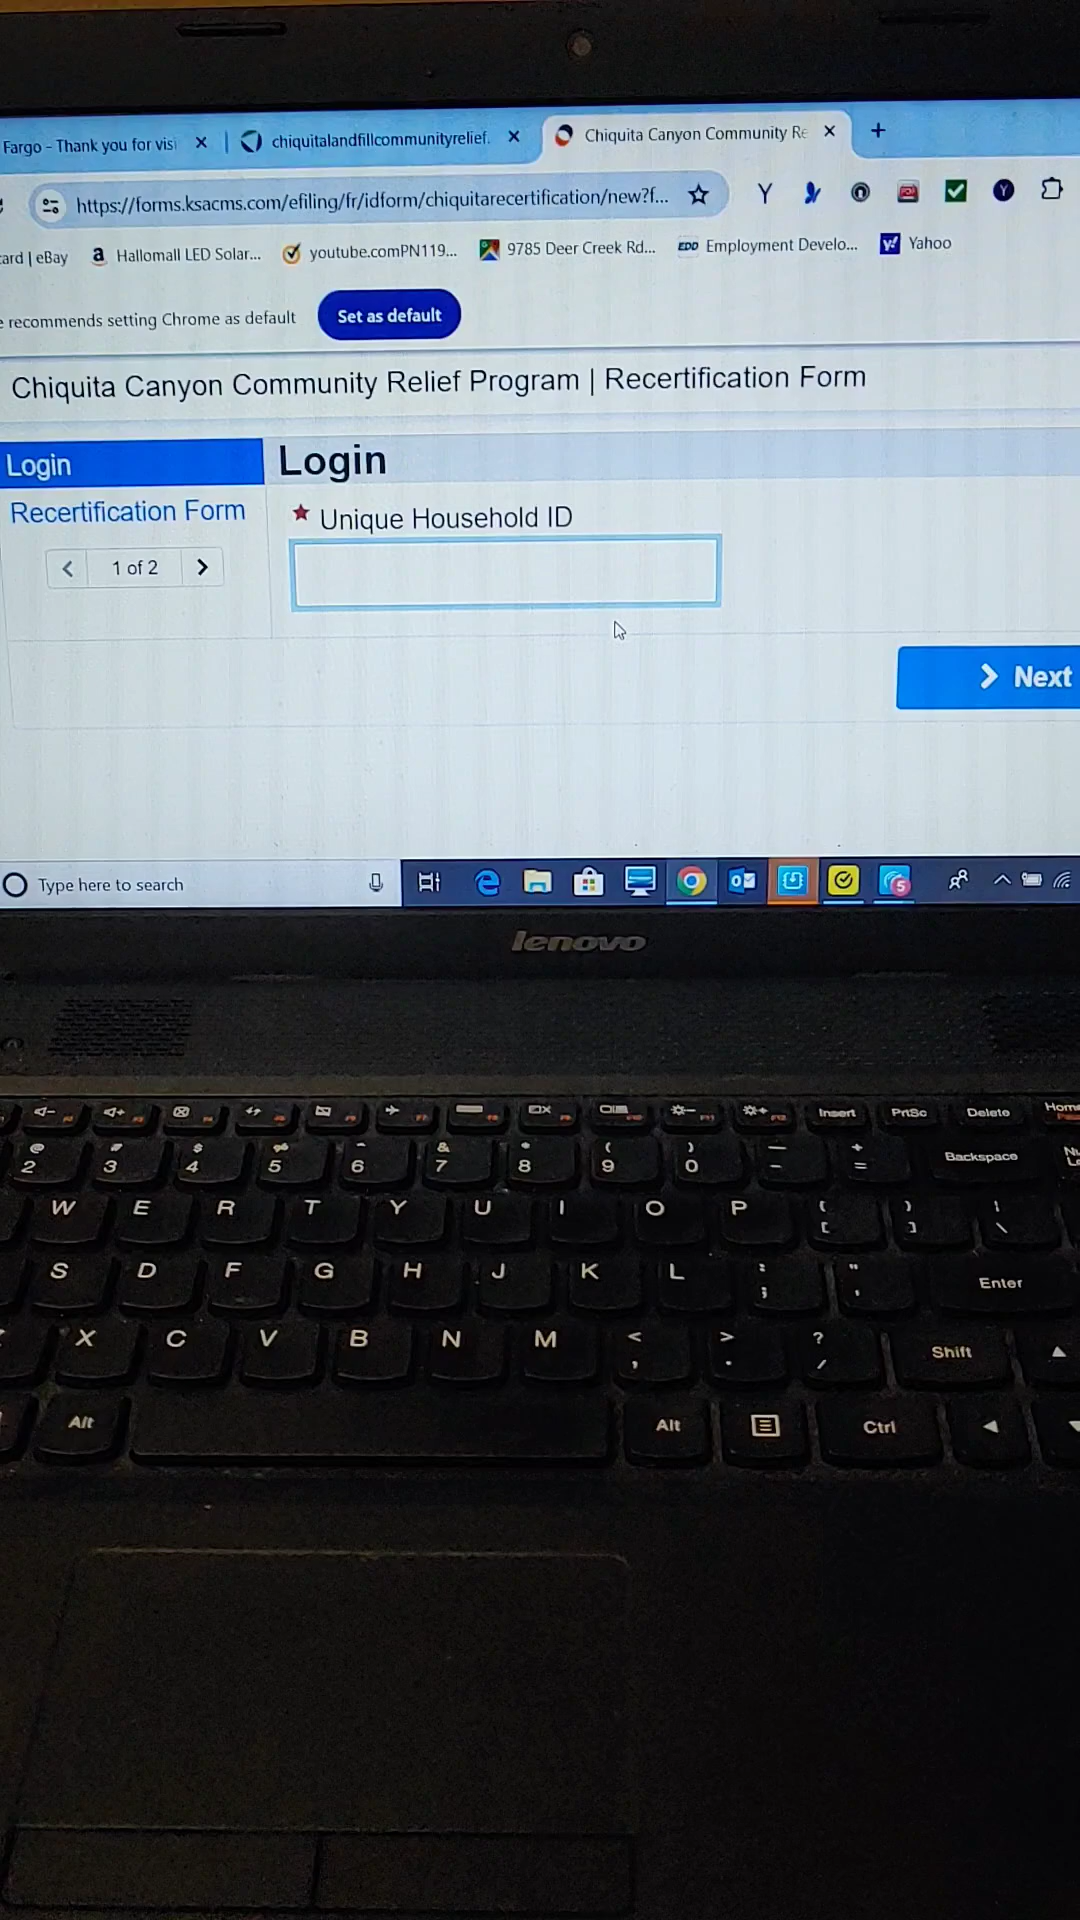 Fargo - Thank you for visi
chiquitalandfillcommunityrelief.
Chiquita Canyon Community Re
https://forms.ksacms.com/efiling/fr/idform/chiquitarecertification/new?f...
Y
Y
ard | eBay
a Hallomall LED Solar...
youtube.comPN119...
9785 Deer Creek Rd...
EDD Employment Develo...
y! Yahoo
e recommends setting Chrome as default
Set as default
Chiquita Canyon Community Relief Program | Recertification Form
Login
Login
Recertification Form
★ Unique Household ID
< 1 of 2 >
> Next
Type here to search
5
lenovo
Insert PrtSc Delete Home
@ 2 # 3 $ 4 % 5 ^ 6 & 7 * 8 ( 9 ) 0 — - + = Backspace
W E R T Y U I O P { [ } ] | \
S D F G H J K L : ; " ' Enter
X C V B N M < , > . ? / Shift
Alt Alt Ctrl